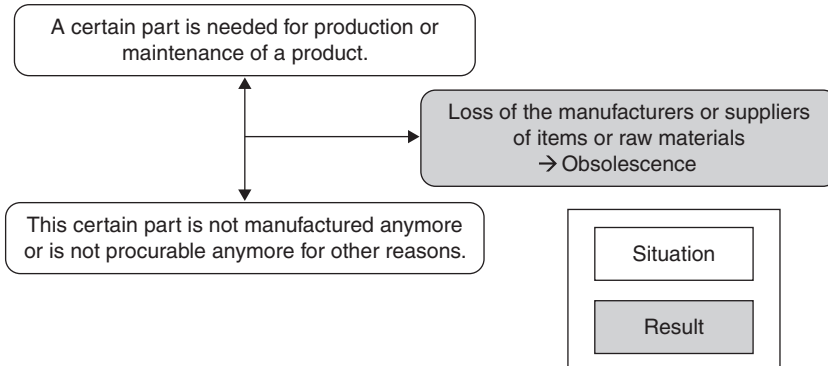 A certain part is needed for production or
maintenance of a product.
Loss of the manufacturers or suppliers
of items or raw materials
→ Obsolescence
This certain part is not manufactured anymore
or is not procurable anymore for other reasons.
Situation
Result